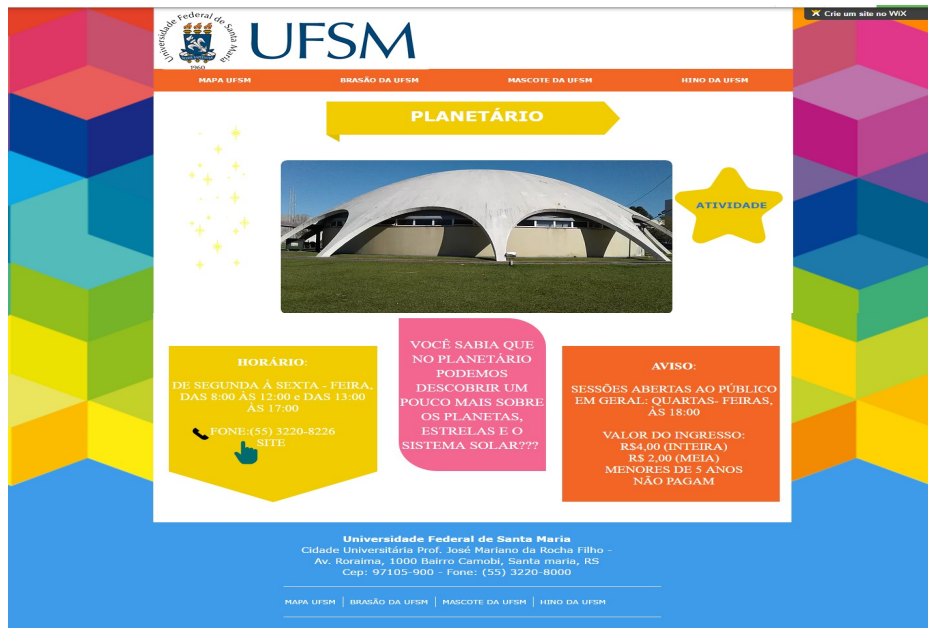 Crie um site no WiX
Universidade Federal de Santa Maria
1960
UFSM
MAPA UFSM
BRASÃO DA UFSM
MASCOTE DA UFSM
HINO DA UFSM
PLANETÁRIO
ATIVIDADE
HORÁRIO:
DE SEGUNDA À SEXTA - FEIRA,
DAS 8:00 ÀS 12:00 e DAS 13:00
ÀS 17:00
FONE:(55) 3220-8226
SITE
VOCÊ SABIA QUE
NO PLANETÁRIO
PODEMOS
DESCOBRIR UM
POUCO MAIS SOBRE
OS PLANETAS,
ESTRELAS E O
SISTEMA SOLAR???
AVISO:
SESSÕES ABERTAS AO PÚBLICO
EM GERAL: QUARTAS- FEIRAS,
ÀS 18:00
VALOR DO INGRESSO:
R$4,00 (INTEIRA)
R$ 2,00 (MEIA)
MENORES DE 5 ANOS
NÃO PAGAM
Universidade Federal de Santa Maria
Cidade Universitária Prof. José Mariano da Rocha Filho -
Av. Roraima, 1000 Bairro Camobi, Santa maria, RS
Cep: 97105-900 - Fone: (55) 3220-8000
MAPA UFSM | BRASÃO DA UFSM | MASCOTE DA UFSM | HINO DA UFSM